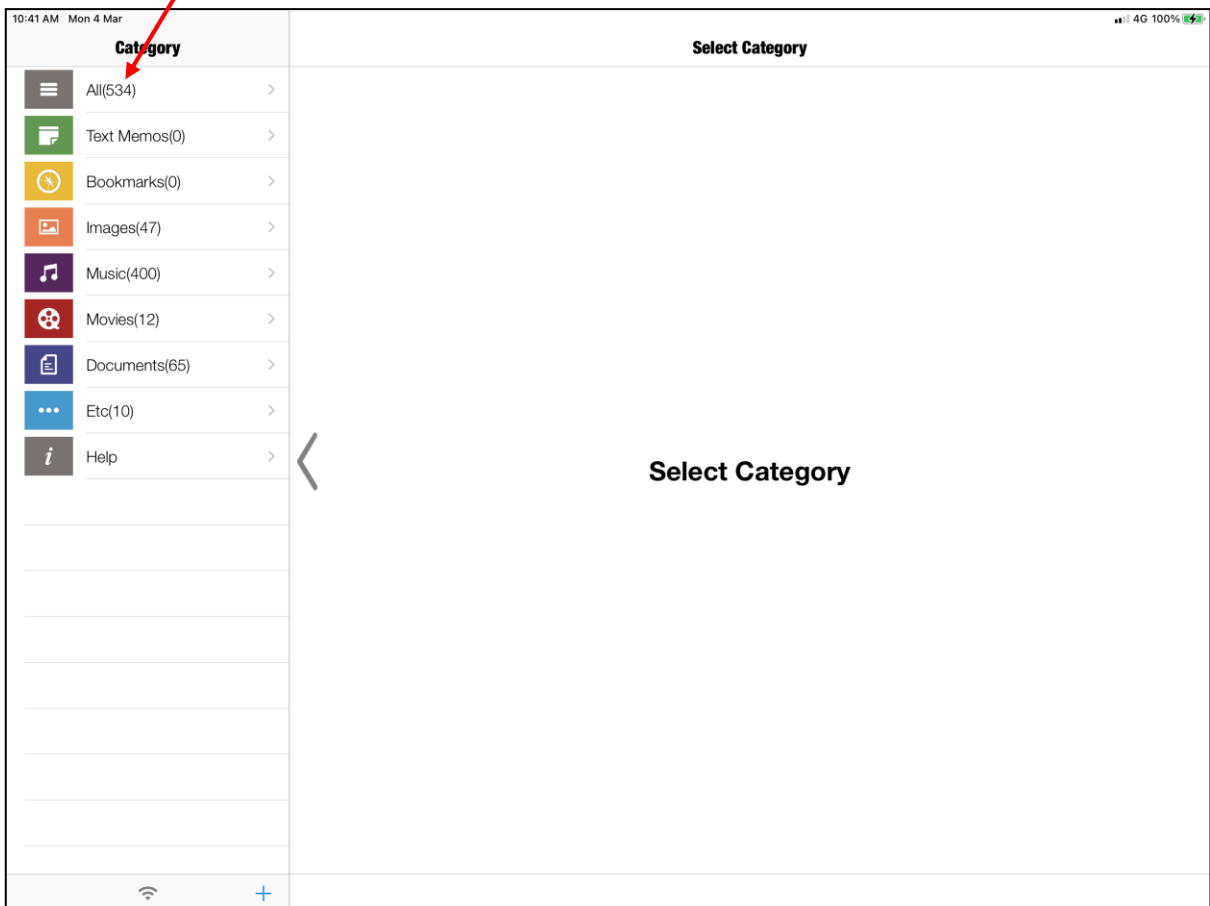 10:41 AM Mon 4 Mar
4G 100%
Category
Select Category
All(534)
Text Memos(0)
Bookmarks(0)
Images(47)
Music(400)
Movies(12)
Documents(65)
Etc(10)
i Help
Select Category